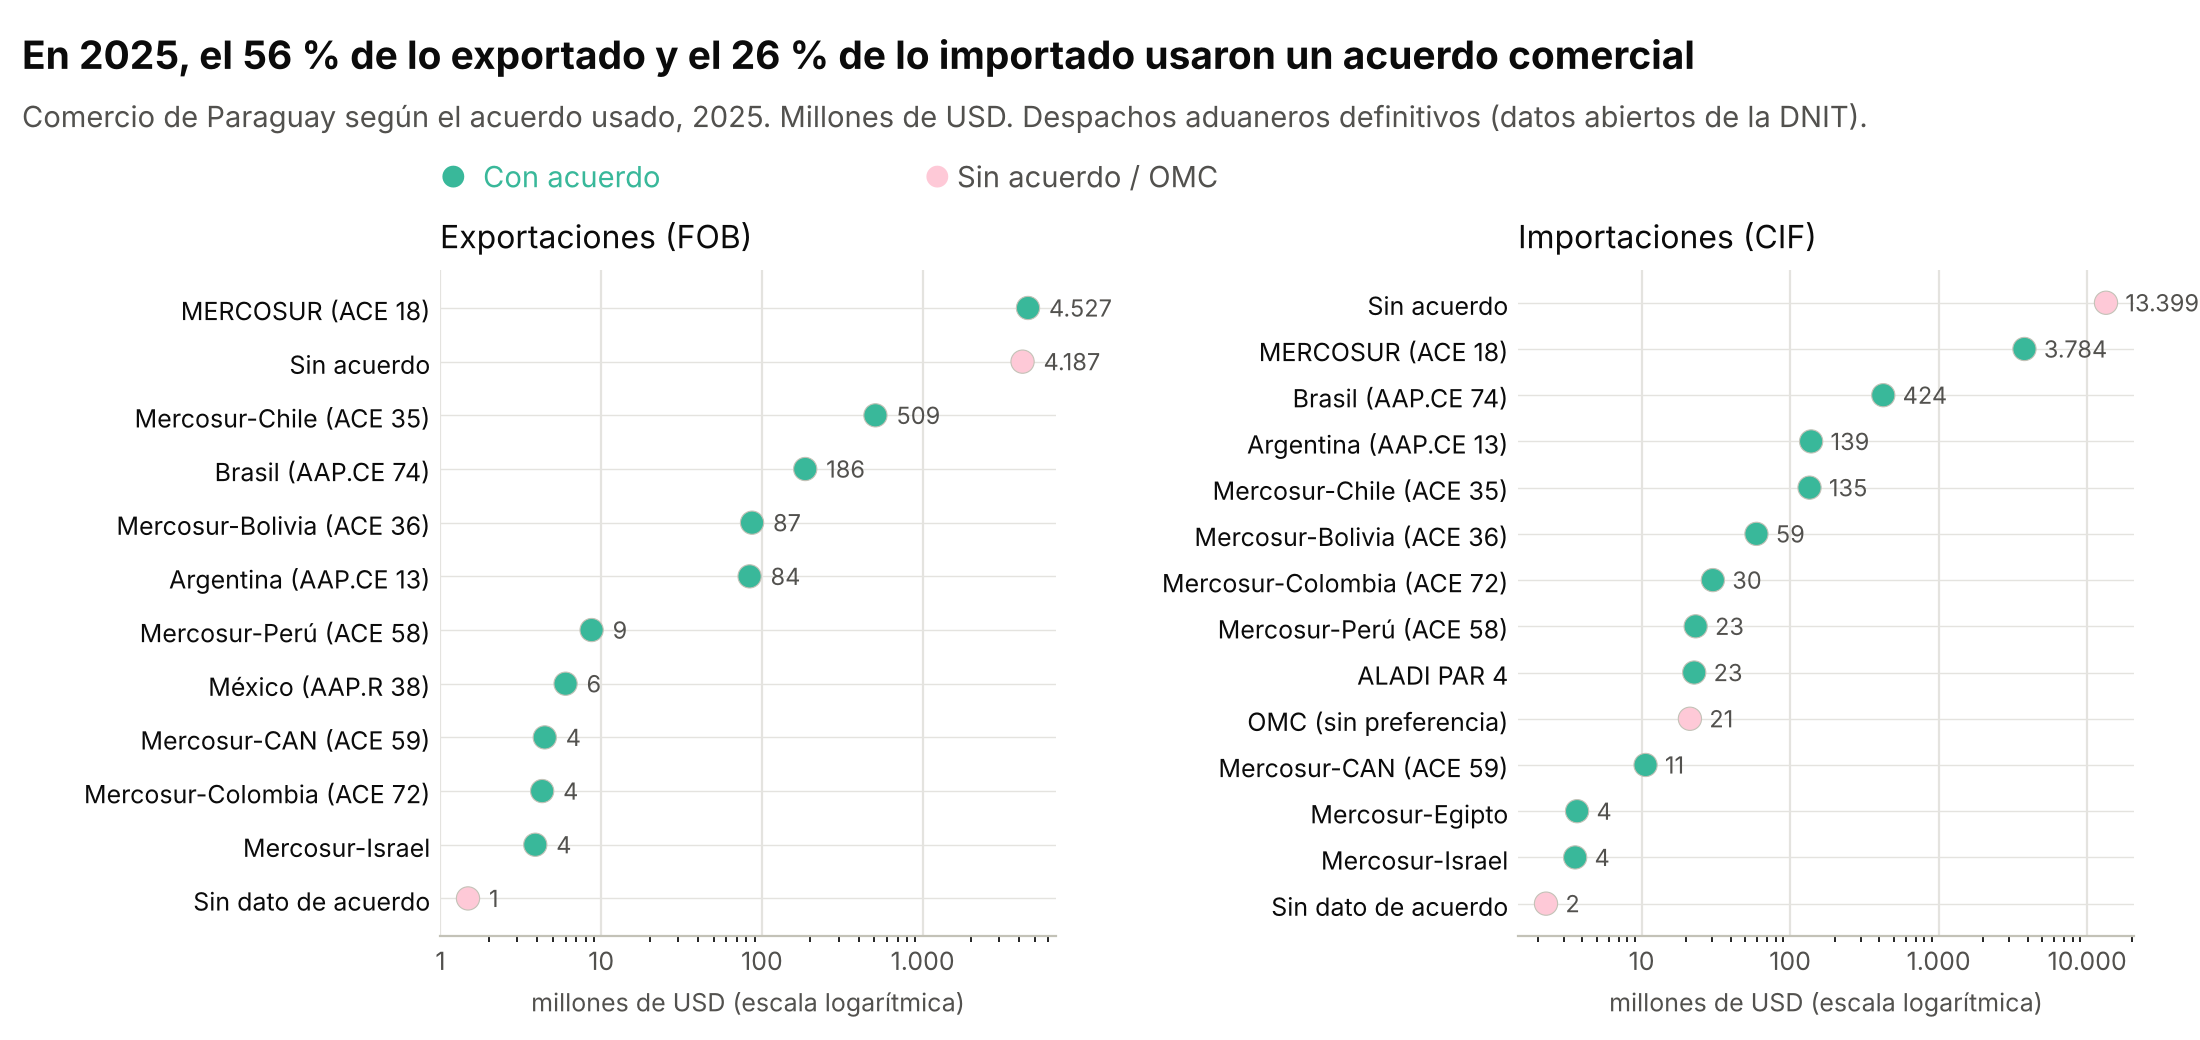 En 2025, el 56 % de lo exportado y el 26 % de lo importado usaron un acuerdo comercial
Comercio de Paraguay según el acuerdo usado, 2025. Millones de USD. Despachos aduaneros definitivos (datos abiertos de la DNIT).
Con acuerdo
Sin acuerdo / OMC
Exportaciones (FOB)
MERCOSUR (ACE 18) 4.527
Sin acuerdo 4.187
Mercosur-Chile (ACE 35) 509
Brasil (AAP.CE 74) 186
Mercosur-Bolivia (ACE 36) 87
Argentina (AAP.CE 13) 84
Mercosur-Perú (ACE 58) 9
México (AAP.R 38) 6
Mercosur-CAN (ACE 59) 4
Mercosur-Colombia (ACE 72) 4
Mercosur-Israel 4
Sin dato de acuerdo 1
1 10 100 1.000
millones de USD (escala logarítmica)
Importaciones (CIF)
Sin acuerdo 13.399
MERCOSUR (ACE 18) 3.784
Brasil (AAP.CE 74) 424
Argentina (AAP.CE 13) 139
Mercosur-Chile (ACE 35) 135
Mercosur-Bolivia (ACE 36) 59
Mercosur-Colombia (ACE 72) 30
Mercosur-Perú (ACE 58) 23
ALADI PAR 4 23
OMC (sin preferencia) 21
Mercosur-CAN (ACE 59) 11
Mercosur-Egipto 4
Mercosur-Israel 4
Sin dato de acuerdo 2
10 100 1.000 10.000
millones de USD (escala logarítmica)